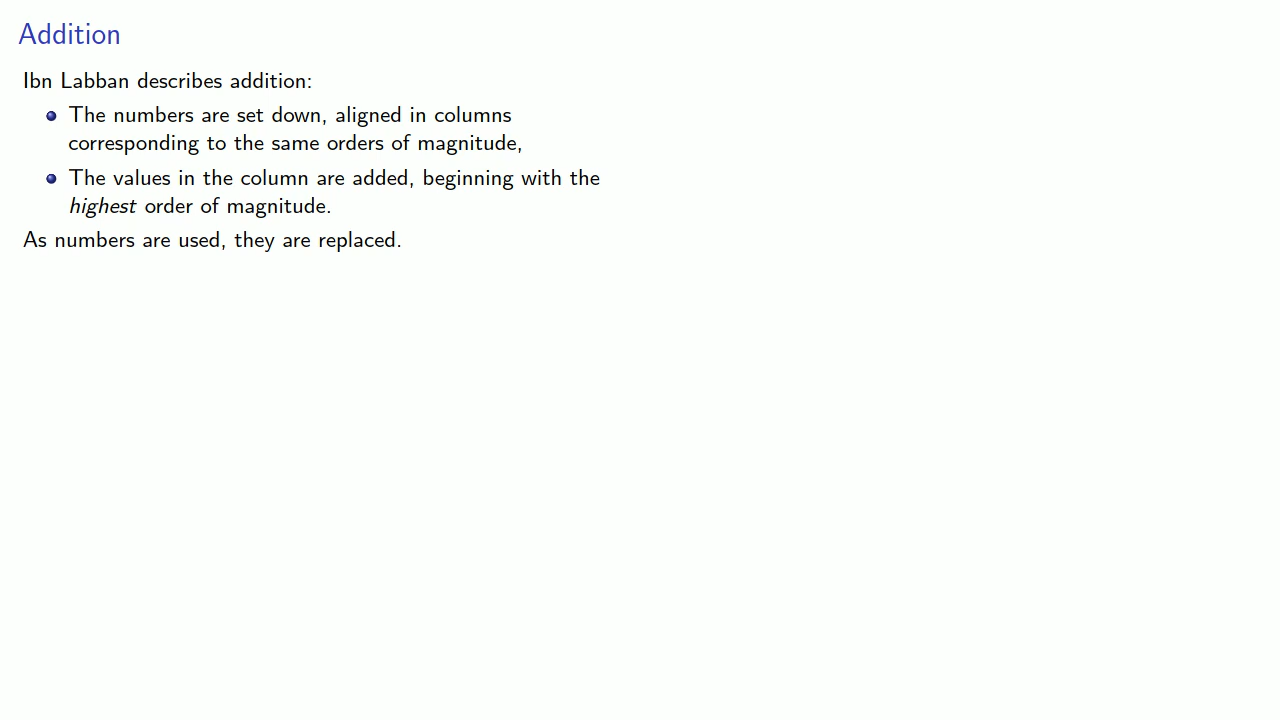 Addition
Ibn Labban describes addition:
The numbers are set down, aligned in columns
corresponding to the same orders of magnitude,
The values in the column are added, beginning with the
highest order of magnitude.
As numbers are used, they are replaced.